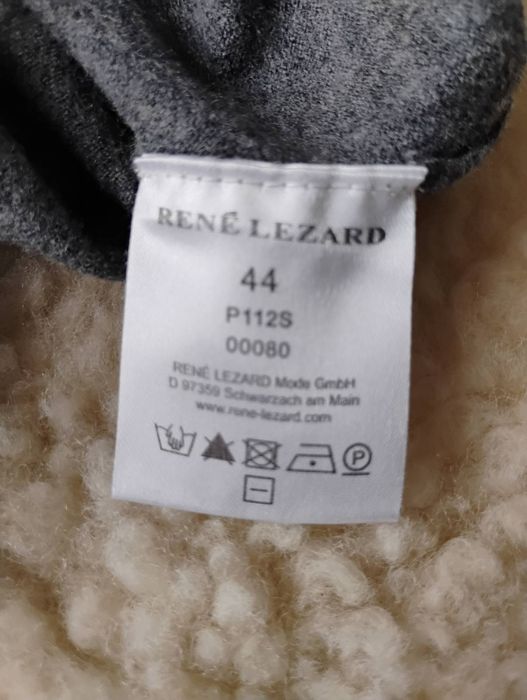 RENÉ LEZARD
44
P112S
00080
RENÉ LEZARD Mode GmbH
D 97359 Schwarzach am Main
www.rene-lezard.com
P